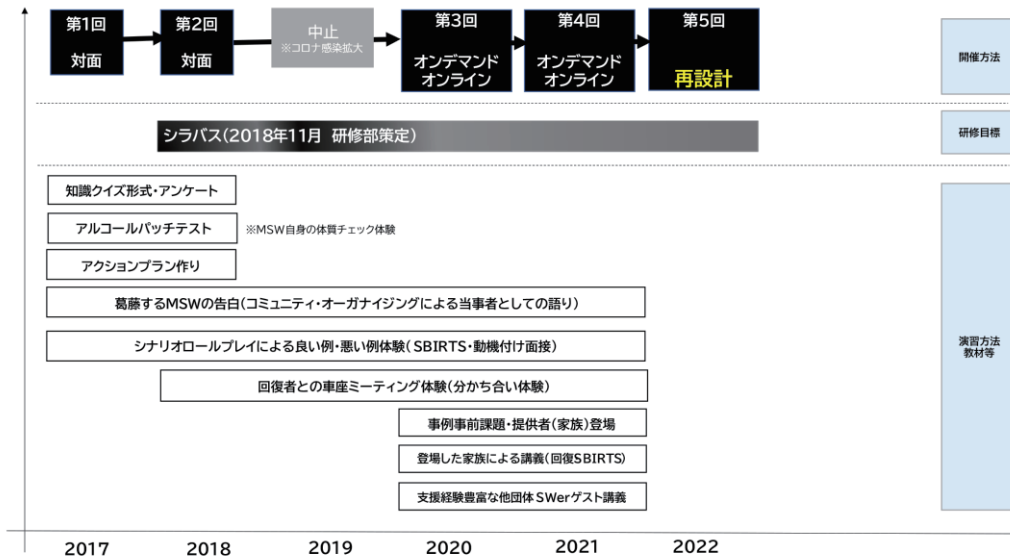 第1回
対面
第2回
対面
中止
※コロナ感染拡大
第3回
オンデマンド
オンライン
第4回
オンデマンド
オンライン
第5回
再設計
開催方法
シラバス(2018年11月 研修部策定)
研修目標
知識クイズ形式・アンケート
アルコールパッチテスト
※MSW自身の体質チェック体験
アクションプラン作り
葛藤するMSWの告白(コミュニティ・オーガナイジングによる当事者としての語り)
シナリオロールプレイによる良い例・悪い例体験(SBIRTS・動機付け面接)
回復者との車座ミーティング体験(分かち合い体験)
事例事前課題・提供者(家族)登場
登場した家族による講義(回復SBIRTS)
支援経験豊富な他団体SWerゲスト講義
演習方法
教材等
2017
2018
2019
2020
2021
2022